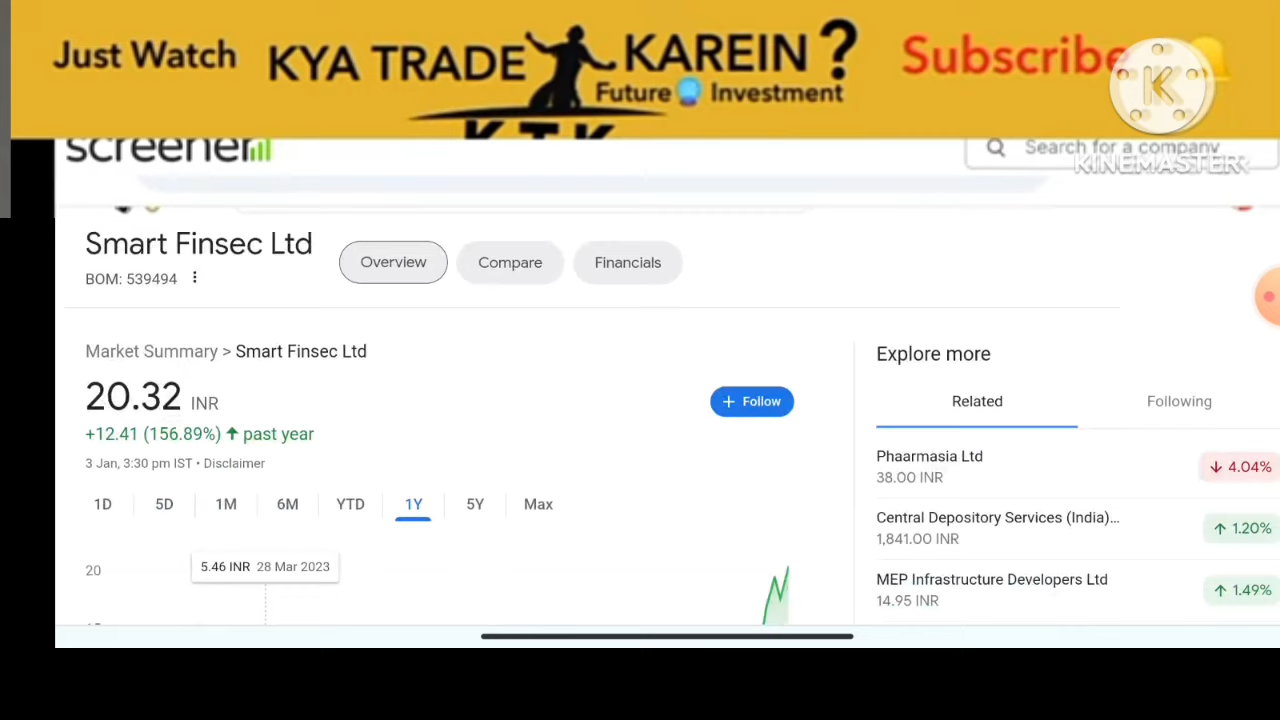 Just Watch KYA TRADE KAREIN ? Subscribe
Future Investment
K T K
K
screener
Search for a company
KINEMASTER
Smart Finsec Ltd
Overview Compare Financials
BOM: 539494
Market Summary > Smart Finsec Ltd
20.32 INR
+ Follow
+12.41 (156.89%) ↑ past year
3 Jan, 3:30 pm IST • Disclaimer
1D 5D 1M 6M YTD 1Y 5Y Max
5.46 INR 28 Mar 2023
20
Explore more
Related Following
Phaarmasia Ltd
38.00 INR
↓ 4.04%
Central Depository Services (India)...
1,841.00 INR
↑ 1.20%
MEP Infrastructure Developers Ltd
14.95 INR
↑ 1.49%